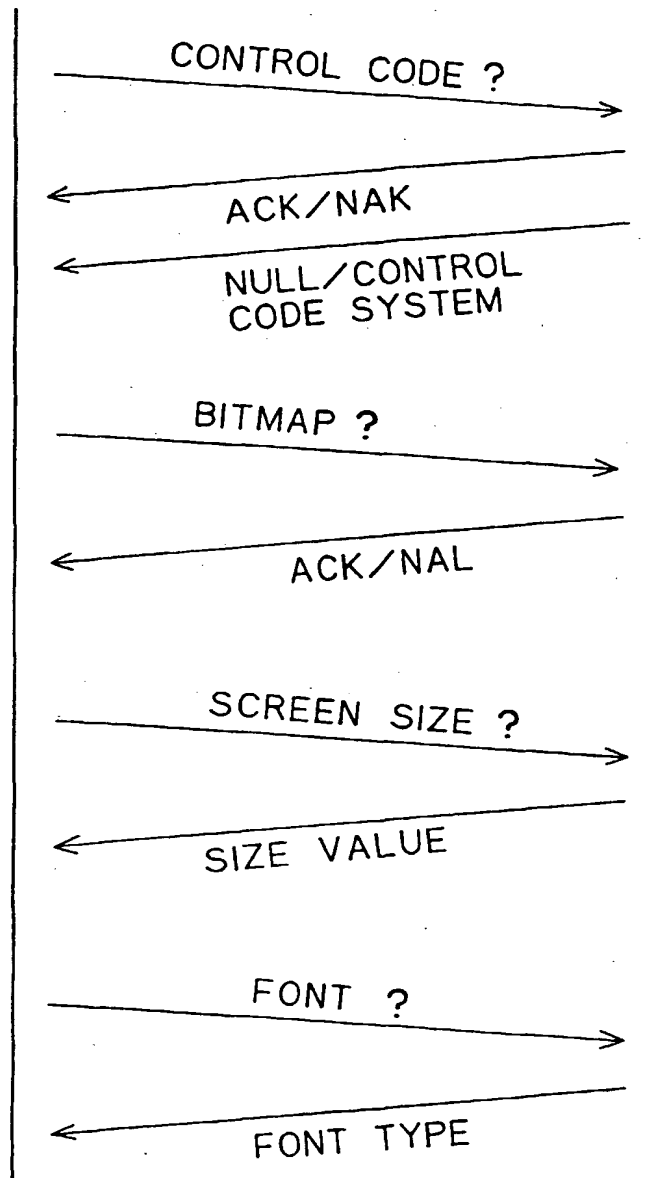 CONTROL CODE ?
ACK/NAK
NULL/CONTROL
CODE SYSTEM
BITMAP ?
ACK/NAL
SCREEN SIZE ?
SIZE VALUE
FONT ?
FONT TYPE